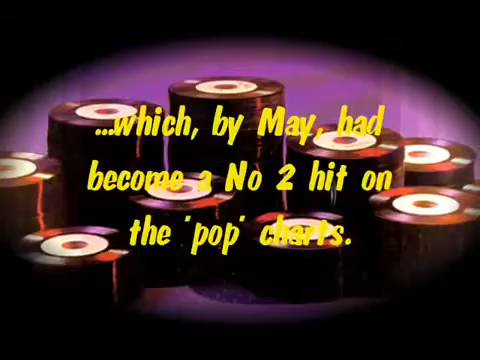 ...which, by May, had
become a No 2 hit on
the 'pop' charts.